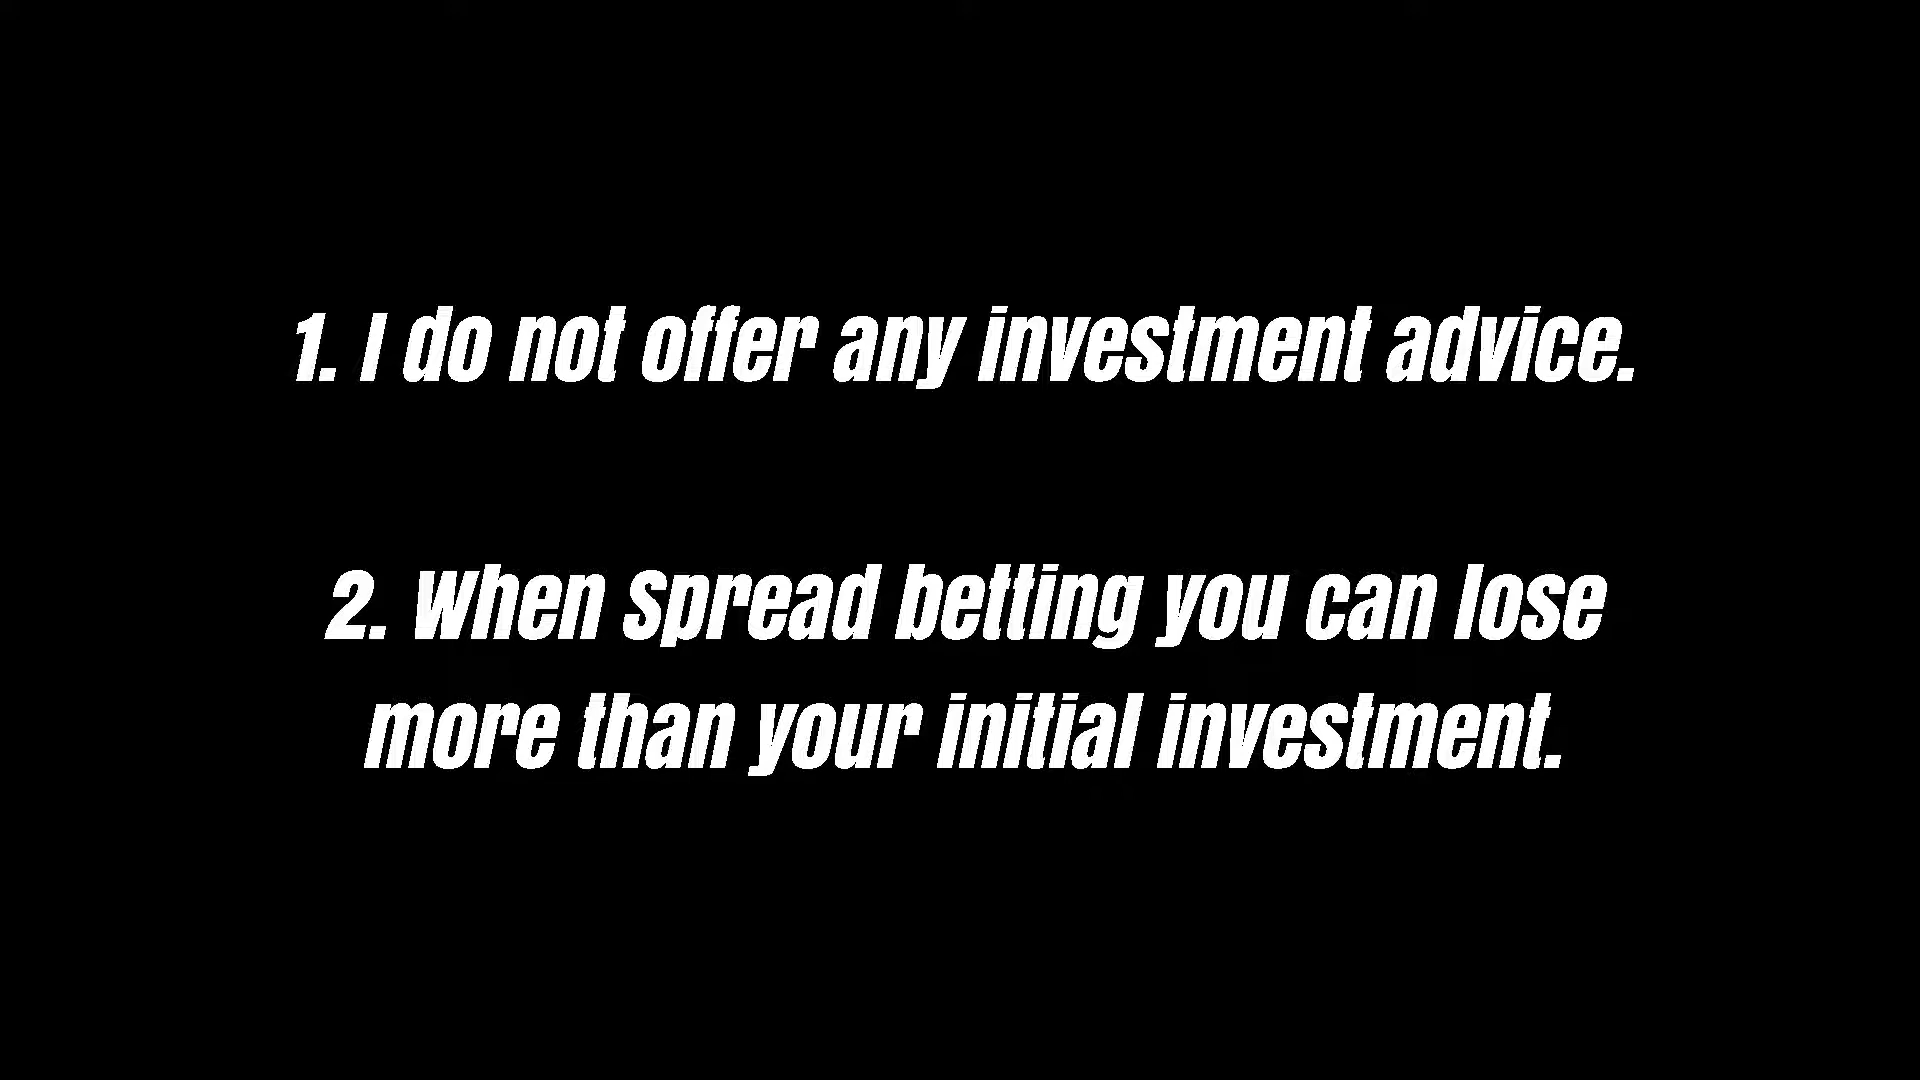 1. I do not offer any investment advice.
2. When spread betting you can lose
more than your initial investment.